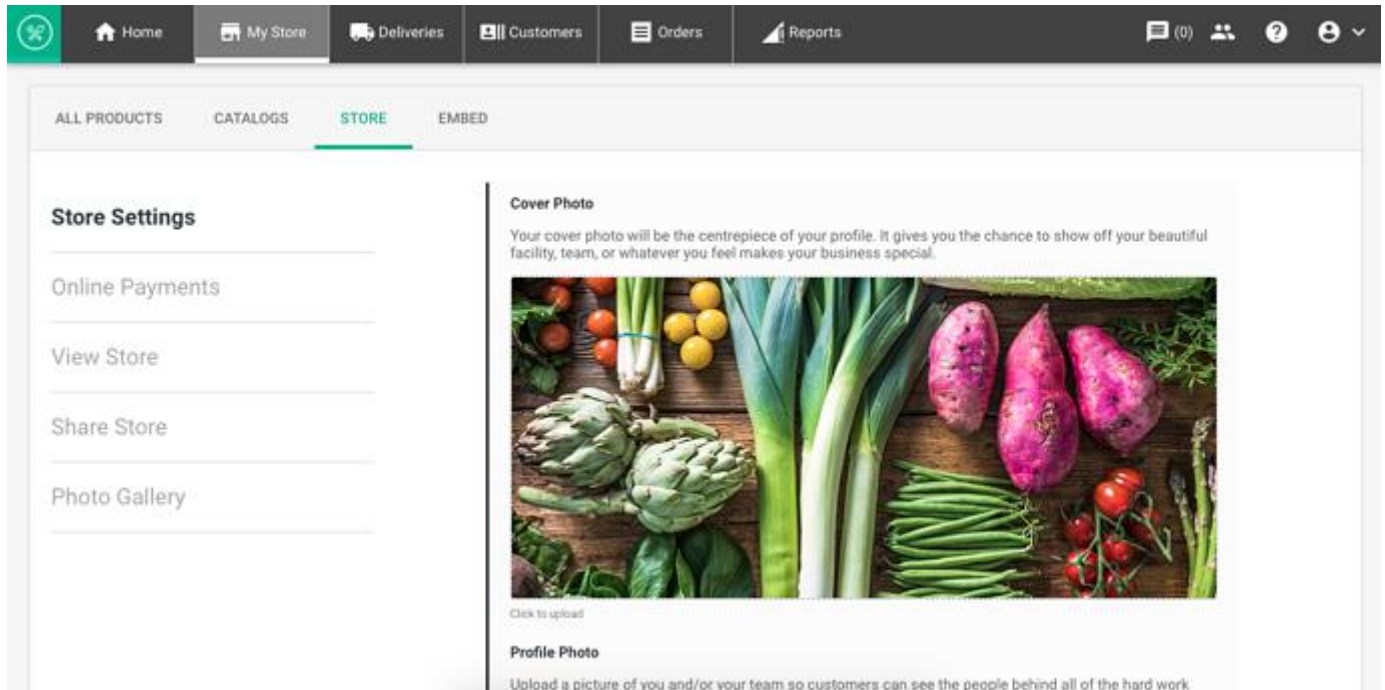 Home
My Store
Deliveries
Customers
Orders
Reports
(0)
ALL PRODUCTS
CATALOGS
STORE
EMBED
Store Settings
Online Payments
View Store
Share Store
Photo Gallery
Cover Photo
Your cover photo will be the centrepiece of your profile. It gives you the chance to show off your beautiful
facility, team, or whatever you feel makes your business special.
Click to upload
Profile Photo
Upload a picture of you and/or your team so customers can see the people behind all of the hard work